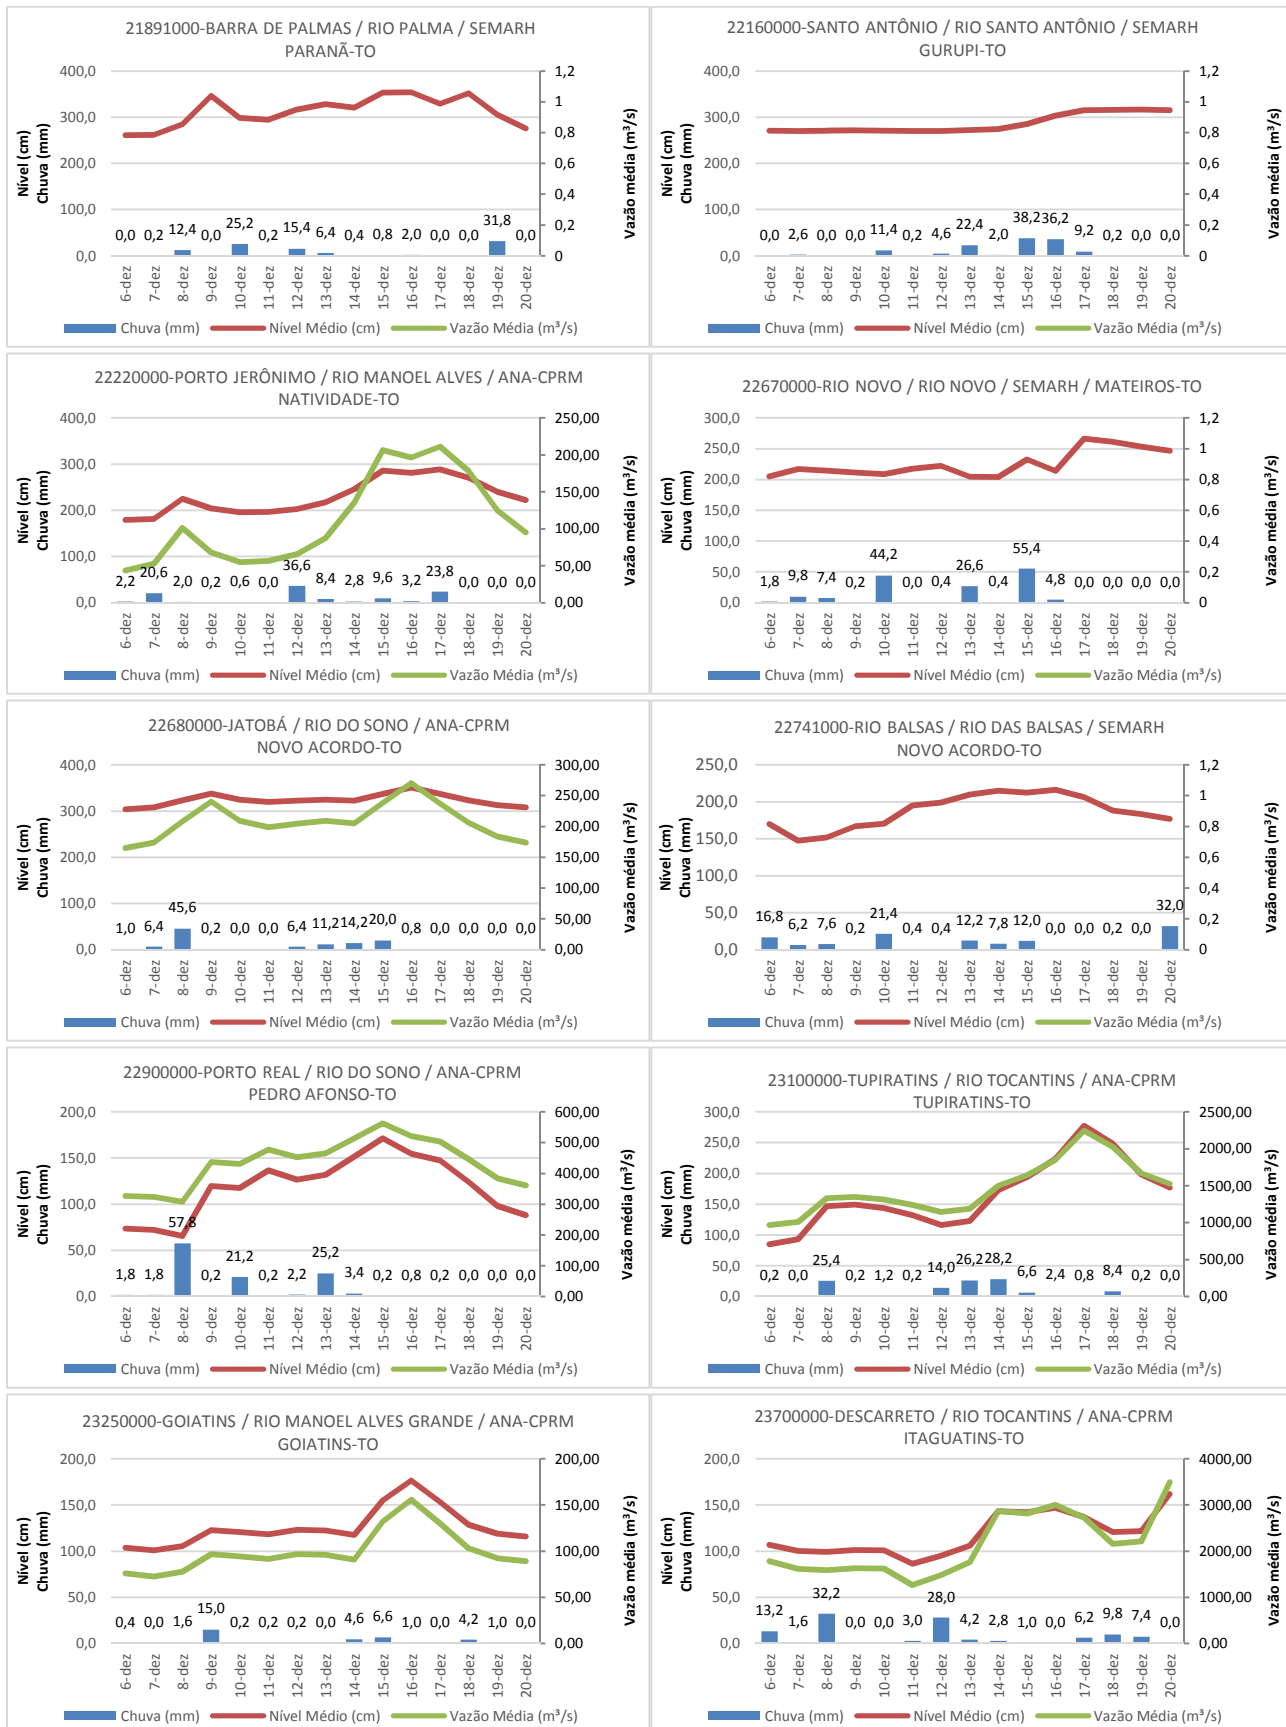 21891000-BARRA DE PALMAS / RIO PALMA / SEMARH
PARANÃ-TO
Nível (cm)
Chuva (mm)
400,0
300,0
200,0
100,0
0,0
0,0 0,2 12,4 0,0 25,2 0,2 15,4 6,4 0,4 0,8 2,0 0,0 0,0 31,8 0,0
1,2
1
0,8
0,6
0,4
0,2
0
Vazão média (m³/s)
6-dez 7-dez 8-dez 9-dez 10-dez 11-dez 12-dez 13-dez 14-dez 15-dez 16-dez 17-dez 18-dez 19-dez 20-dez
Chuva (mm) Nível Médio (cm) Vazão Média (m³/s)
22160000-SANTO ANTÔNIO / RIO SANTO ANTÔNIO / SEMARH
GURUPI-TO
Nível (cm)
Chuva (mm)
400,0
300,0
200,0
100,0
0,0
0,0 2,6 0,0 0,0 11,4 0,2 4,6 22,4 2,0 38,2 36,2 9,2 0,2 0,0 0,0
1,2
1
0,8
0,6
0,4
0,2
0
Vazão média (m³/s)
6-dez 7-dez 8-dez 9-dez 10-dez 11-dez 12-dez 13-dez 14-dez 15-dez 16-dez 17-dez 18-dez 19-dez 20-dez
Chuva (mm) Nível Médio (cm) Vazão Média (m³/s)
22220000-PORTO JERÔNIMO / RIO MANOEL ALVES / ANA-CPRM
NATIVIDADE-TO
Nível (cm)
Chuva (mm)
400,0
300,0
200,0
100,0
0,0
2,2 20,6 2,0 0,2 0,6 0,0 36,6 8,4 2,8 9,6 3,2 23,8 0,0 0,0 0,0
250,00
200,00
150,00
100,00
50,00
0,00
Vazão média (m³/s)
6-dez 7-dez 8-dez 9-dez 10-dez 11-dez 12-dez 13-dez 14-dez 15-dez 16-dez 17-dez 18-dez 19-dez 20-dez
Chuva (mm) Nível Médio (cm) Vazão Média (m³/s)
22670000-RIO NOVO / RIO NOVO / SEMARH / MATEIROS-TO
Nível (cm)
Chuva (mm)
300,0
250,0
200,0
150,0
100,0
50,0
0,0
1,8 9,8 7,4 0,2 44,2 0,0 0,4 26,6 0,4 55,4 4,8 0,0 0,0 0,0 0,0
1,2
1
0,8
0,6
0,4
0,2
0
Vazão média (m³/s)
6-dez 7-dez 8-dez 9-dez 10-dez 11-dez 12-dez 13-dez 14-dez 15-dez 16-dez 17-dez 18-dez 19-dez 20-dez
Chuva (mm) Nível Médio (cm) Vazão Média (m³/s)
22680000-JATOBÁ / RIO DO SONO / ANA-CPRM
NOVO ACORDO-TO
Nível (cm)
Chuva (mm)
400,0
300,0
200,0
100,0
0,0
1,0 6,4 45,6 0,2 0,0 0,0 6,4 11,2 14,2 20,0 0,8 0,0 0,0 0,0 0,0
300,00
250,00
200,00
150,00
100,00
50,00
0,00
Vazão média (m³/s)
6-dez 7-dez 8-dez 9-dez 10-dez 11-dez 12-dez 13-dez 14-dez 15-dez 16-dez 17-dez 18-dez 19-dez 20-dez
Chuva (mm) Nível Médio (cm) Vazão Média (m³/s)
22741000-RIO BALSAS / RIO DAS BALSAS / SEMARH
NOVO ACORDO-TO
Nível (cm)
Chuva (mm)
250,0
200,0
150,0
100,0
50,0
0,0
16,8 6,2 7,6 0,2 21,4 0,4 0,4 12,2 7,8 12,0 0,0 0,0 0,2 0,0 32,0
1,2
1
0,8
0,6
0,4
0,2
0
Vazão média (m³/s)
6-dez 7-dez 8-dez 9-dez 10-dez 11-dez 12-dez 13-dez 14-dez 15-dez 16-dez 17-dez 18-dez 19-dez 20-dez
Chuva (mm) Nível Médio (cm) Vazão Média (m³/s)
22900000-PORTO REAL / RIO DO SONO / ANA-CPRM
PEDRO AFONSO-TO
Nível (cm)
Chuva (mm)
200,0
150,0
100,0
50,0
0,0
1,8 1,8 57,8 0,2 21,2 0,2 2,2 25,2 3,4 0,2 0,8 0,2 0,0 0,0 0,0
600,00
500,00
400,00
300,00
200,00
100,00
0,00
Vazão média (m³/s)
6-dez 7-dez 8-dez 9-dez 10-dez 11-dez 12-dez 13-dez 14-dez 15-dez 16-dez 17-dez 18-dez 19-dez 20-dez
Chuva (mm) Nível Médio (cm) Vazão Média (m³/s)
23100000-TUPIRATINS / RIO TOCANTINS / ANA-CPRM
TUPIRATINS-TO
Nível (cm)
Chuva (mm)
300,0
250,0
200,0
150,0
100,0
50,0
0,0
0,2 0,0 25,4 0,2 1,2 0,2 14,0 26,2 28,2 6,6 2,4 0,8 8,4 0,2 0,0
2500,00
2000,00
1500,00
1000,00
500,00
0,00
Vazão média (m³/s)
6-dez 7-dez 8-dez 9-dez 10-dez 11-dez 12-dez 13-dez 14-dez 15-dez 16-dez 17-dez 18-dez 19-dez 20-dez
Chuva (mm) Nível Médio (cm) Vazão Média (m³/s)
23250000-GOIATINS / RIO MANOEL ALVES GRANDE / ANA-CPRM
GOIATINS-TO
Nível (cm)
Chuva (mm)
200,0
150,0
100,0
50,0
0,0
0,4 0,0 1,6 15,0 0,2 0,2 0,2 0,0 4,6 6,6 1,0 0,0 4,2 1,0 0,0
200,00
150,00
100,00
50,00
0,00
Vazão média (m³/s)
6-dez 7-dez 8-dez 9-dez 10-dez 11-dez 12-dez 13-dez 14-dez 15-dez 16-dez 17-dez 18-dez 19-dez 20-dez
Chuva (mm) Nível Médio (cm) Vazão Média (m³/s)
23700000-DESCARRETO / RIO TOCANTINS / ANA-CPRM
ITAGUATINS-TO
Nível (cm)
Chuva (mm)
200,0
150,0
100,0
50,0
0,0
13,2 1,6 32,2 0,0 0,0 3,0 28,0 4,2 2,8 1,0 0,0 6,2 9,8 7,4 0,0
4000,00
3000,00
2000,00
1000,00
0,00
Vazão média (m³/s)
6-dez 7-dez 8-dez 9-dez 10-dez 11-dez 12-dez 13-dez 14-dez 15-dez 16-dez 17-dez 18-dez 19-dez 20-dez
Chuva (mm) Nível Médio (cm) Vazão Média (m³/s)